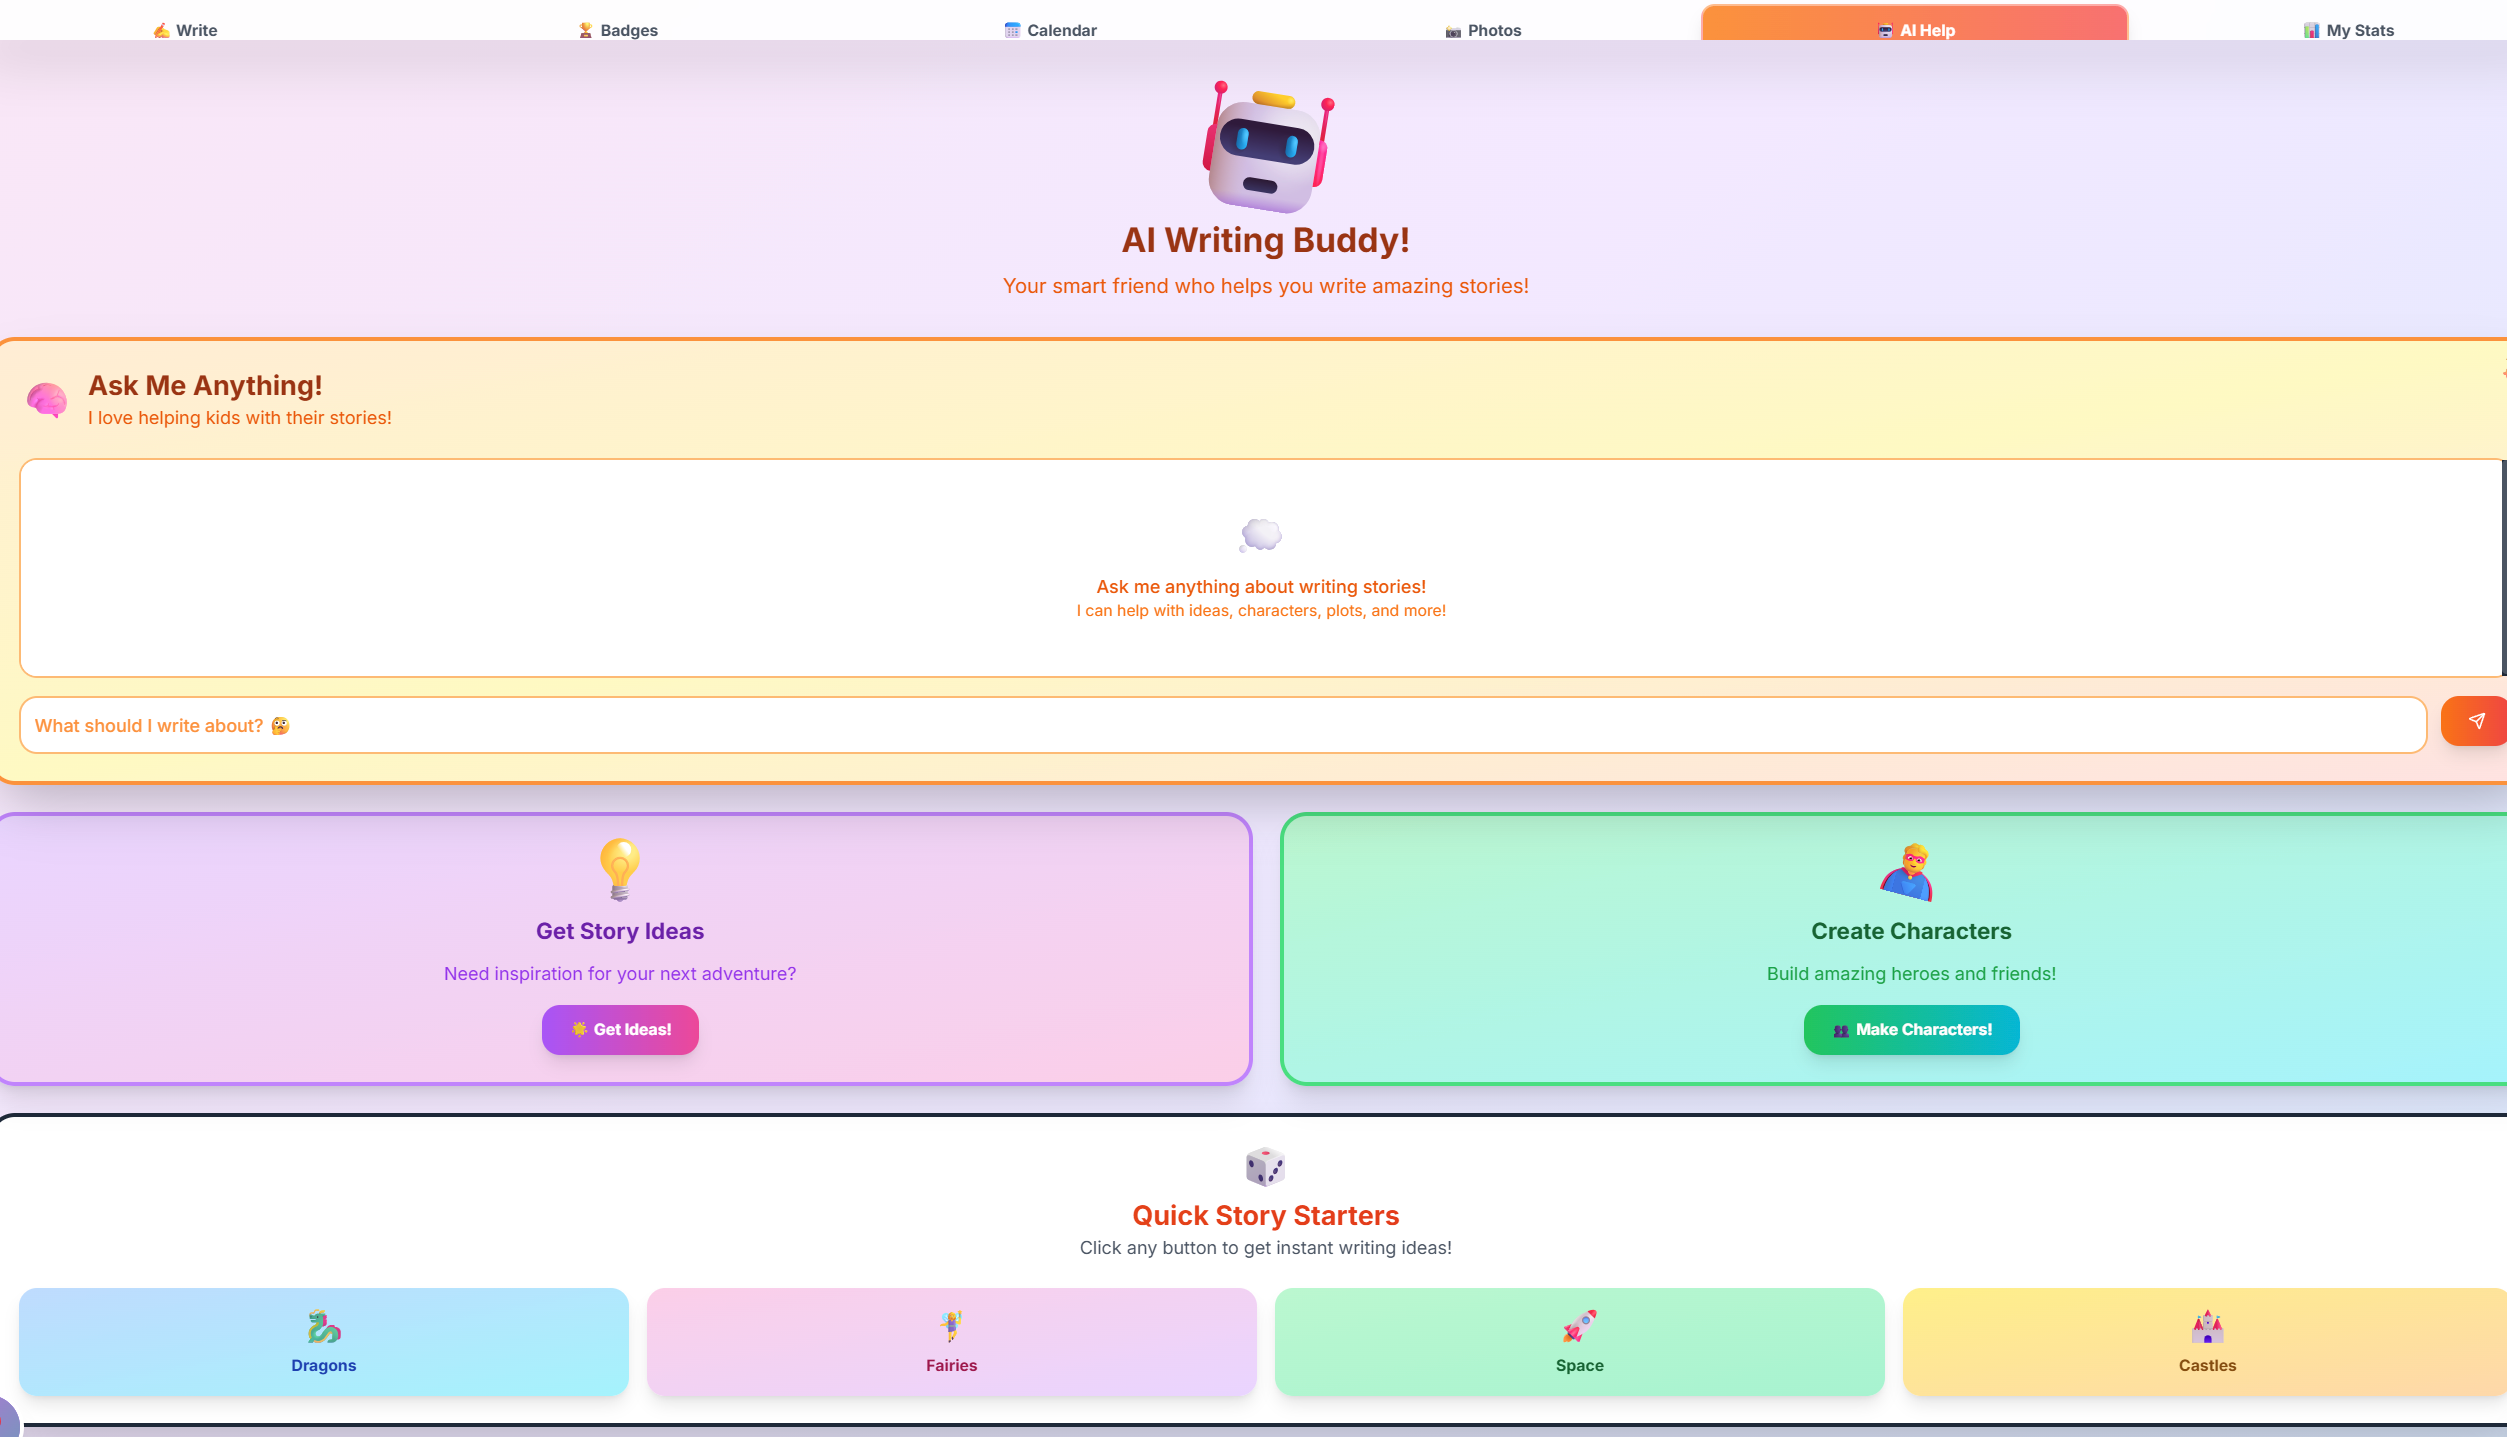 Write
Badges
Calendar
Photos
AI Help
My Stats
AI Writing Buddy!
Your smart friend who helps you write amazing stories!
Ask Me Anything!
I love helping kids with their stories!
Ask me anything about writing stories!
I can help with ideas, characters, plots, and more!
What should I write about? 🤔
Get Story Ideas
Need inspiration for your next adventure?
Get Ideas!
Create Characters
Build amazing heroes and friends!
Make Characters!
Quick Story Starters
Click any button to get instant writing ideas!
Dragons
Fairies
Space
Castles